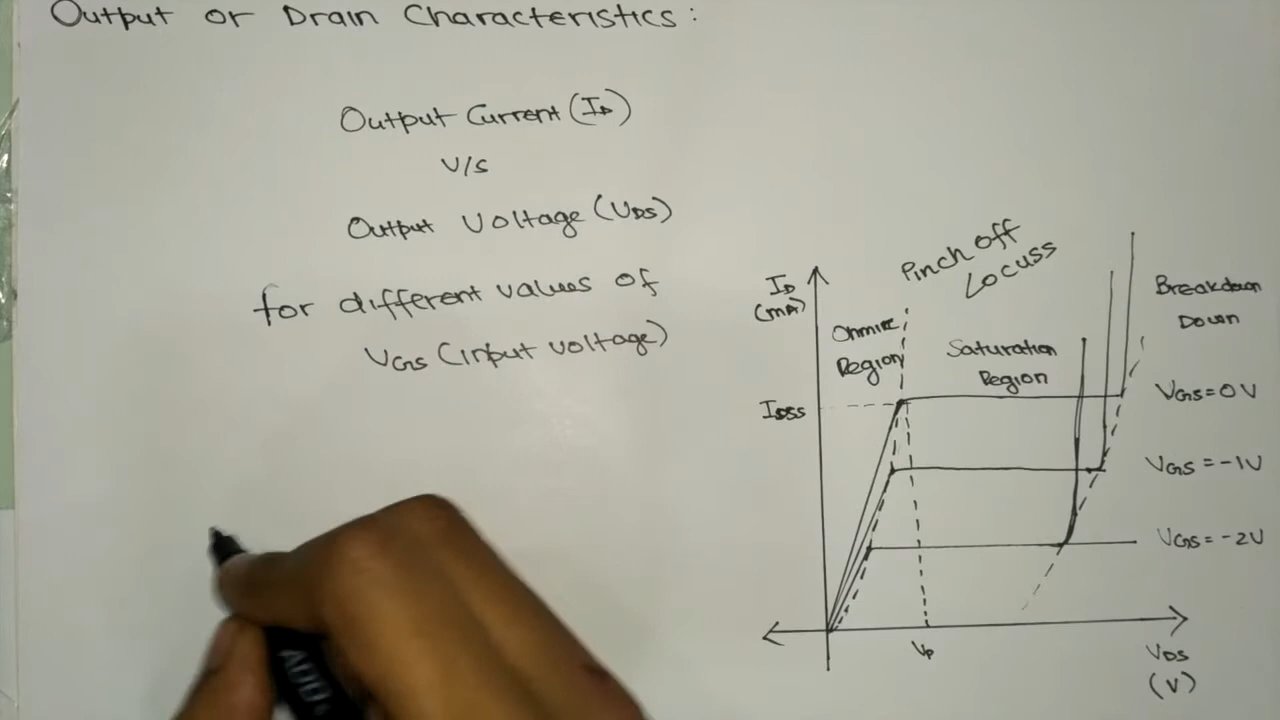 Output or Drain Characteristics:
Output Current (ID)
V/S
Output Voltage (VDS)
for different values of
VGS (input voltage)
Pinch off
Locuss
ID
(mA)
Ohmic
Region
Saturation
Region
Breakdown
Down
IDSS
VGS=0V
VGS=-1V
VGS=-2V
VP
VDS
(V)